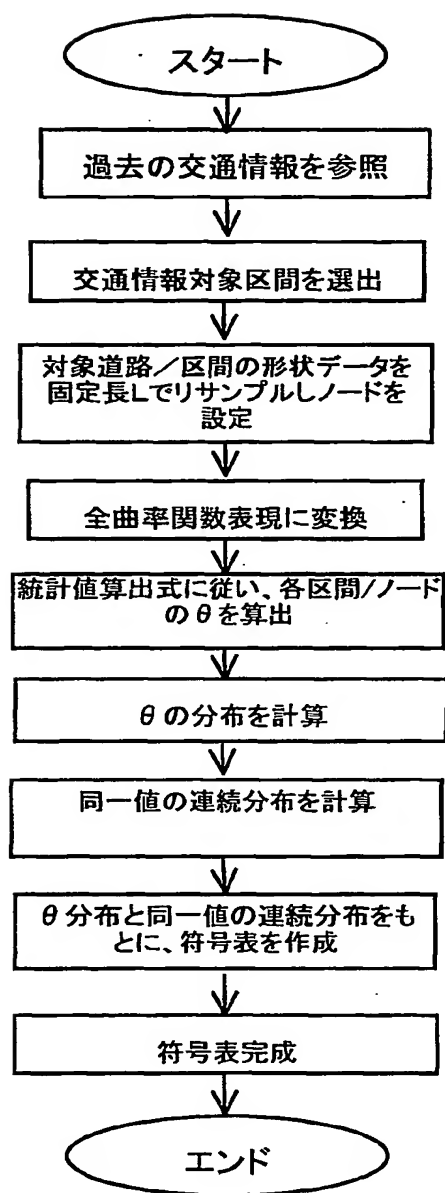 スタート
過去の交通情報を参照
交通情報対象区間を選出
対象道路/区間の形状データを
固定長Lでリサンプルしノードを
設定
全曲率関数表現に変換
統計値算出式に従い、各区間/ノード
のθを算出
θの分布を計算
同一値の連続分布を計算
θ分布と同一値の連続分布をも
とに、符号表を作成
符号表完成
エンド